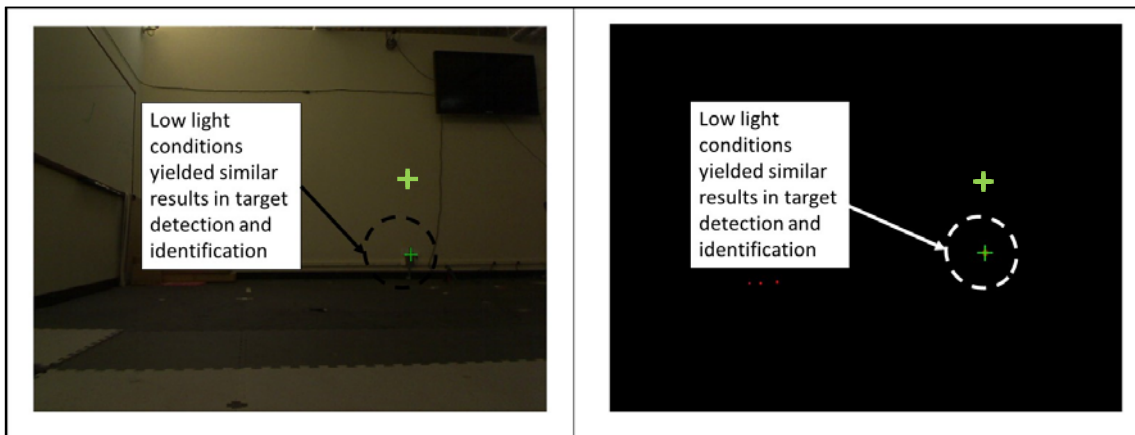 Low light
conditions
yielded similar
results in target
detection and
identification
Low light
conditions
yielded similar
results in target
detection and
identification